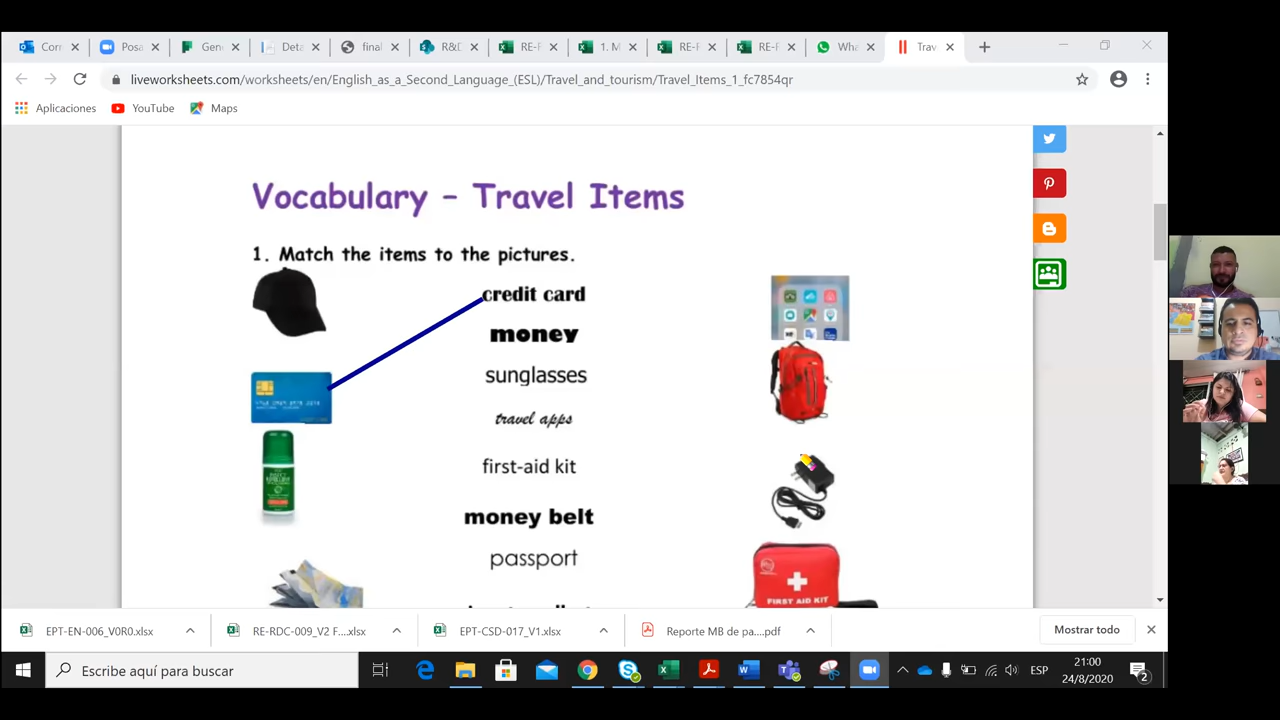 Corr
Posa
Gene
Deta
final
R&D
RE-F
1. M
RE-F
RE-F
Wha
Trav
liveworksheets.com/worksheets/en/English_as_a_Second_Language_(ESL)/Travel_and_tourism/Travel_Items_1_fc7854qr
Aplicaciones YouTube Maps
Vocabulary - Travel Items
1. Match the items to the pictures.
credit card
money
sunglasses
travel apps
first-aid kit
money belt
passport
FIRST AID KIT
EPT-EN-006_V0R0.xlsx
RE-RDC-009_V2 F....xlsx
EPT-CSD-017_V1.xlsx
Reporte MB de pa....pdf
Mostrar todo
Escribe aquí para buscar
ESP
21:00
24/8/2020
2